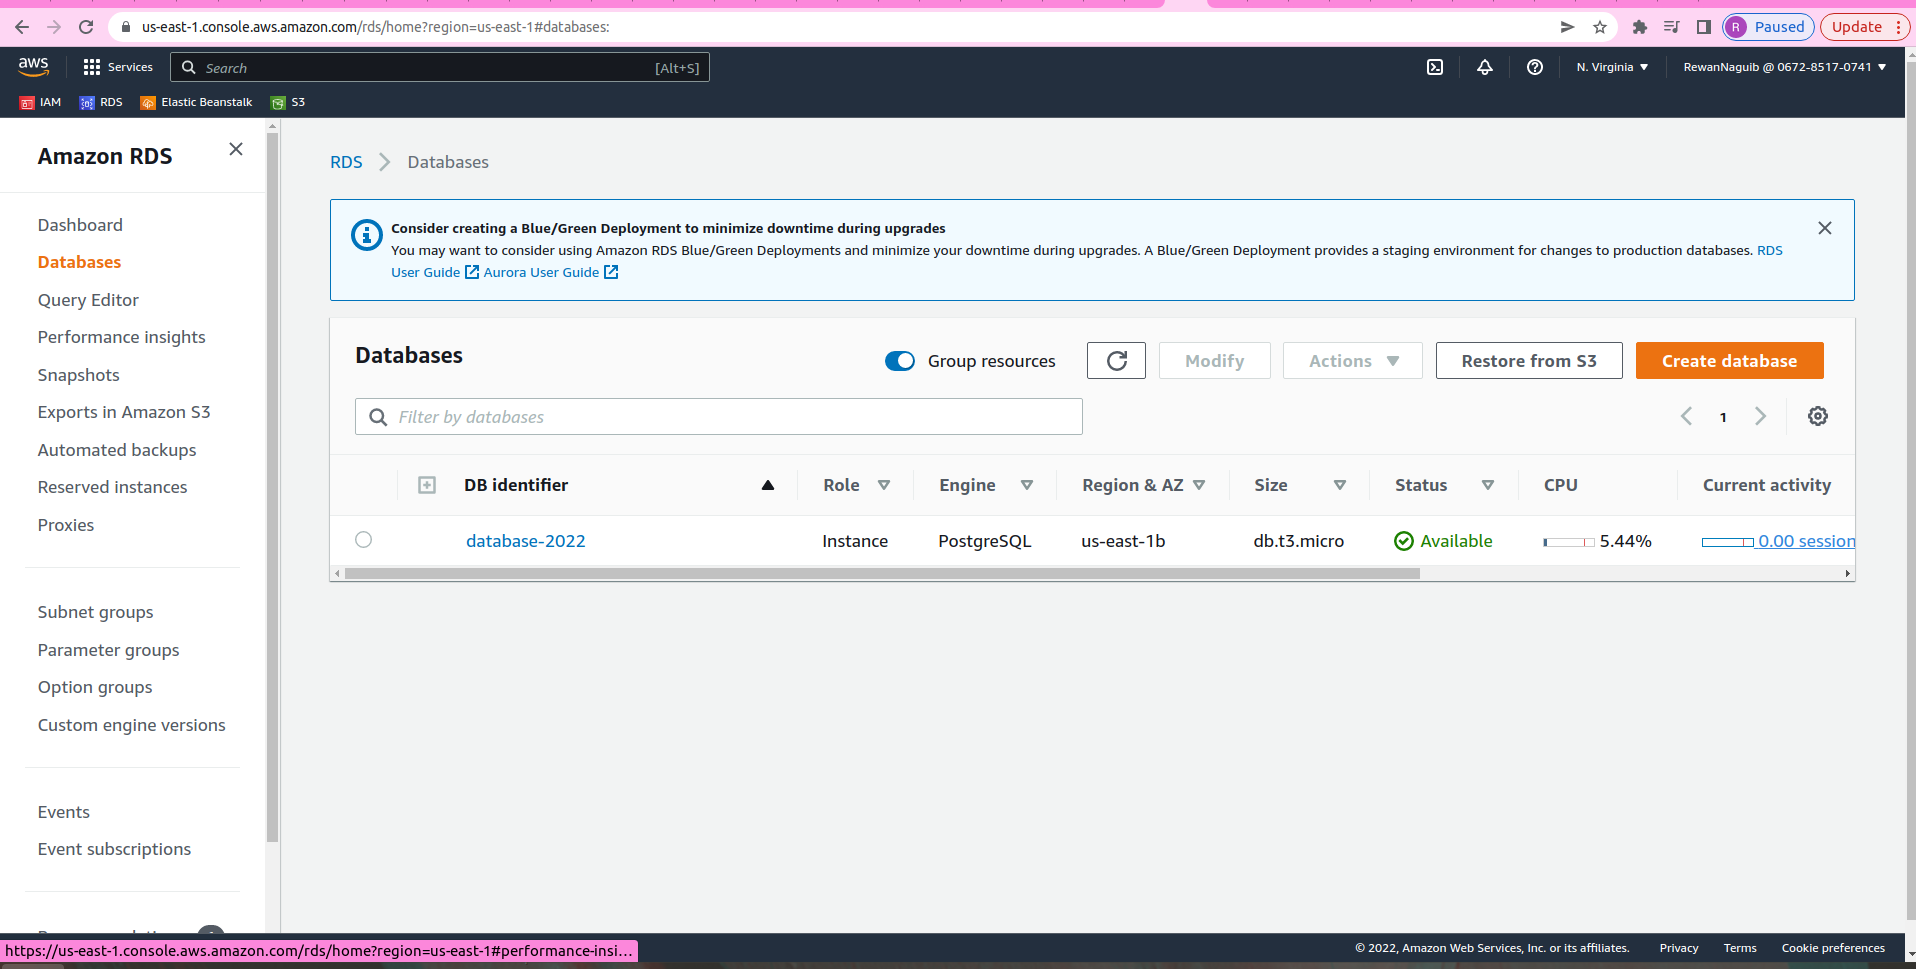 us-east-1.console.aws.amazon.com/rds/home?region=us-east-1#databases:
R Paused
Update
aws
Services
Search
[Alt+S]
N. Virginia
RewanNaguib @ 0672-8517-0741
IAM
RDS
Elastic Beanstalk
S3
Amazon RDS
Dashboard
Databases
Query Editor
Performance insights
Snapshots
Exports in Amazon S3
Automated backups
Reserved instances
Proxies
Subnet groups
Parameter groups
Option groups
Custom engine versions
Events
Event subscriptions
RDS
Databases
Consider creating a Blue/Green Deployment to minimize downtime during upgrades
You may want to consider using Amazon RDS Blue/Green Deployments and minimize your downtime during upgrades. A Blue/Green Deployment provides a staging environment for changes to production databases. RDS
User Guide Aurora User Guide
Databases
Group resources
Modify
Actions
Restore from S3
Create database
Filter by databases
1
DB identifier Role Engine Region & AZ Size Status CPU Current activity
database-2022 Instance PostgreSQL us-east-1b db.t3.micro Available 5.44% 0.00 session
https://us-east-1.console.aws.amazon.com/rds/home?region=us-east-1#performance-insi...
© 2022, Amazon Web Services, Inc. or its affiliates. Privacy Terms Cookie preferences